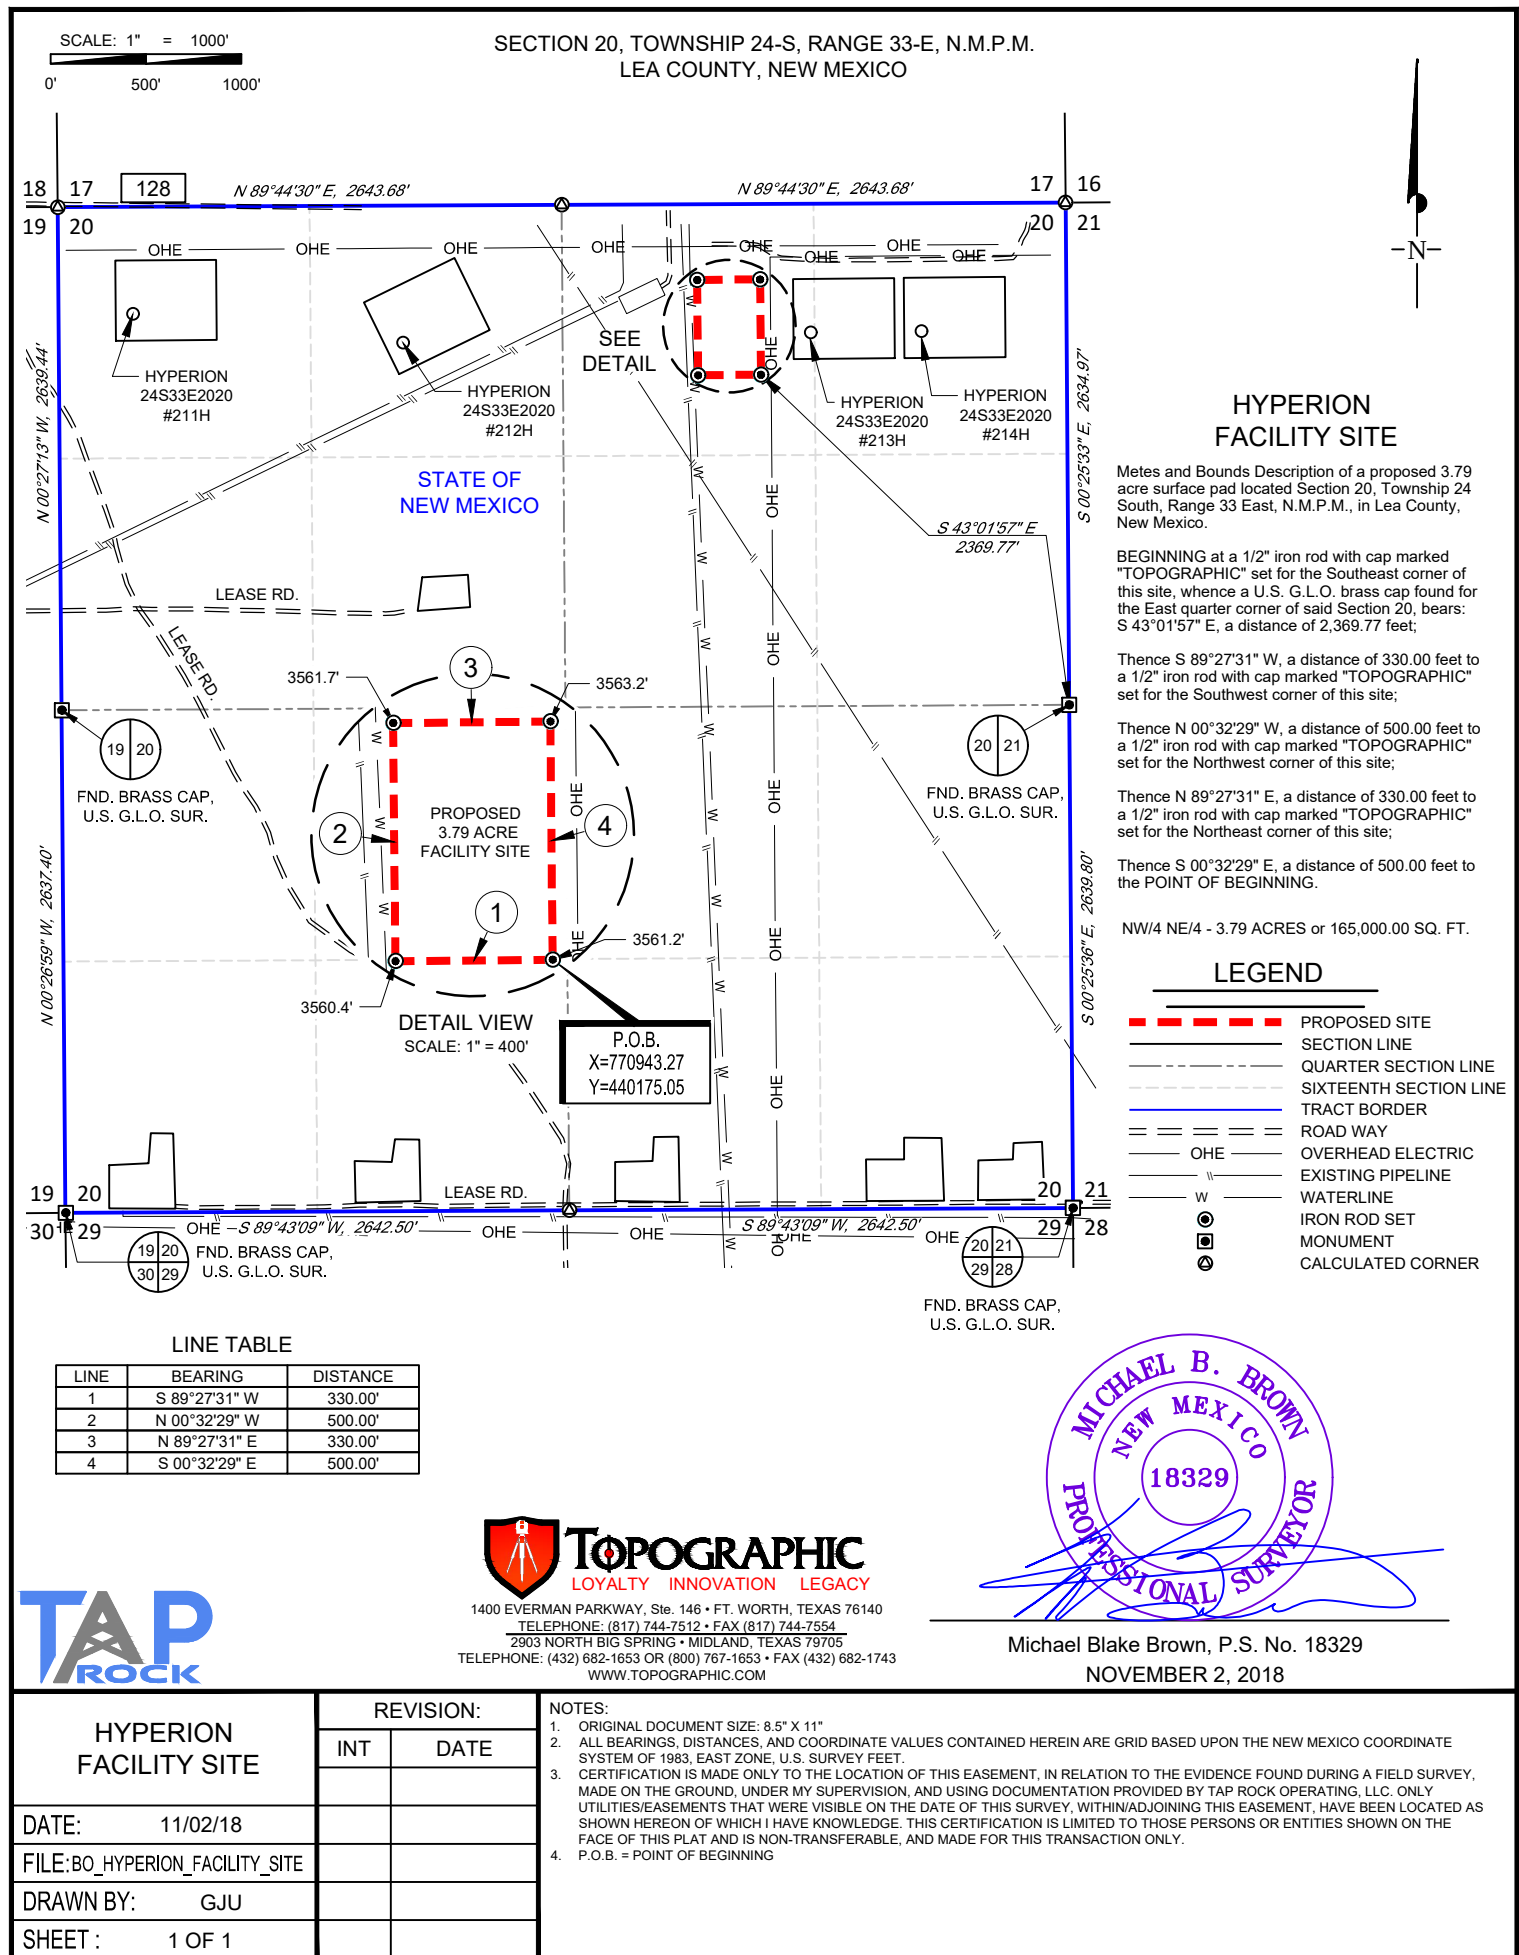 SCALE: 1" = 1000'
0' 500' 1000'
SECTION 20, TOWNSHIP 24-S, RANGE 33-E, N.M.P.M.
LEA COUNTY, NEW MEXICO
18 17
19 20
128
N 89°44'30" E, 2643.68'
N 89°44'30" E, 2643.68'
17 16
20 21
-N-
OHE OHE OHE OHE OHE OHE
OHE OHE
HYPERION
24S33E2020
#211H
HYPERION
24S33E2020
#212H
SEE
DETAIL
W
OHE
HYPERION
24S33E2020
#213H
HYPERION
24S33E2020
#214H
N 00°27'13" W, 2639.44'
S 00°25'33" E, 2634.97'
STATE OF
NEW MEXICO
W
OHE
S 43°01'57" E
2369.77'
W
LEASE RD.
LEASE RD.
W
OHE
3561.7'
3
3563.2'
19 20
FND. BRASS CAP,
U.S. G.L.O. SUR.
20 21
FND. BRASS CAP,
U.S. G.L.O. SUR.
W
OHE
OHE
W
W
2
PROPOSED
3.79 ACRE
FACILITY SITE
4
1
W
W
OHE
3561.2'
W
OHE
W
3560.4'
DETAIL VIEW
SCALE: 1" = 400'
P.O.B.
X=770943.27
Y=440175.05
W
W
OHE
W
W
N 00°26'59" W, 2637.40'
S 00°25'36" E, 2639.80'
19 20
30 29
LEASE RD.
20 21
29 28
OHE
S 89°43'09" W, 2642.50'
OHE
OHE
S 89°43'09" W, 2642.50'
OHE
OHE
OHE
W
19 20
30 29
FND. BRASS CAP,
U.S. G.L.O. SUR.
20 21
29 28
FND. BRASS CAP,
U.S. G.L.O. SUR.
HYPERION
FACILITY SITE
Metes and Bounds Description of a proposed 3.79
acre surface pad located Section 20, Township 24
South, Range 33 East, N.M.P.M., in Lea County,
New Mexico.
BEGINNING at a 1/2" iron rod with cap marked
"TOPOGRAPHIC" set for the Southeast corner of
this site, whence a U.S. G.L.O. brass cap found for
the East quarter corner of said Section 20, bears:
S 43°01'57" E, a distance of 2,369.77 feet;
Thence S 89°27'31" W, a distance of 330.00 feet to
a 1/2" iron rod with cap marked "TOPOGRAPHIC"
set for the Southwest corner of this site;
Thence N 00°32'29" W, a distance of 500.00 feet to
a 1/2" iron rod with cap marked "TOPOGRAPHIC"
set for the Northwest corner of this site;
Thence N 89°27'31" E, a distance of 330.00 feet to
a 1/2" iron rod with cap marked "TOPOGRAPHIC"
set for the Northeast corner of this site;
Thence S 00°32'29" E, a distance of 500.00 feet to
the POINT OF BEGINNING.
NW/4 NE/4 - 3.79 ACRES or 165,000.00 SQ. FT.
LEGEND
PROPOSED SITE
SECTION LINE
QUARTER SECTION LINE
SIXTEENTH SECTION LINE
TRACT BORDER
ROAD WAY
OHE OVERHEAD ELECTRIC
\\ EXISTING PIPELINE
W WATERLINE
IRON ROD SET
MONUMENT
CALCULATED CORNER
LINE TABLE
LINE BEARING DISTANCE
1 S 89°27'31" W 330.00'
2 N 00°32'29" W 500.00'
3 N 89°27'31" E 330.00'
4 S 00°32'29" E 500.00'
MICHAEL B. BROWN
NEW MEXICO
18329
PROFESSIONAL SURVEYOR
Michael Blake Brown, P.S. No. 18329
NOVEMBER 2, 2018
TAP
ROCK
TOPOGRAPHIC
LOYALTY INNOVATION LEGACY
1400 EVERMAN PARKWAY, Ste. 146 • FT. WORTH, TEXAS 76140
TELEPHONE: (817) 744-7512 • FAX (817) 744-7554
2903 NORTH BIG SPRING • MIDLAND, TEXAS 79705
TELEPHONE: (432) 682-1653 OR (800) 767-1653 • FAX (432) 682-1743
WWW.TOPOGRAPHIC.COM
HYPERION
FACILITY SITE
REVISION:
INT DATE
DATE: 11/02/18
FILE:BO_HYPERION_FACILITY_SITE
DRAWN BY: GJU
SHEET : 1 OF 1
NOTES:
1. ORIGINAL DOCUMENT SIZE: 8.5" X 11"
2. ALL BEARINGS, DISTANCES, AND COORDINATE VALUES CONTAINED HEREIN ARE GRID BASED UPON THE NEW MEXICO COORDINATE
SYSTEM OF 1983, EAST ZONE, U.S. SURVEY FEET.
3. CERTIFICATION IS MADE ONLY TO THE LOCATION OF THIS EASEMENT, IN RELATION TO THE EVIDENCE FOUND DURING A FIELD SURVEY,
MADE ON THE GROUND, UNDER MY SUPERVISION, AND USING DOCUMENTATION PROVIDED BY TAP ROCK OPERATING, LLC. ONLY
UTILITIES/EASEMENTS THAT WERE VISIBLE ON THE DATE OF THIS SURVEY, WITHIN/ADJOINING THIS EASEMENT, HAVE BEEN LOCATED AS
SHOWN HEREON OF WHICH I HAVE KNOWLEDGE. THIS CERTIFICATION IS LIMITED TO THOSE PERSONS OR ENTITIES SHOWN ON THE
FACE OF THIS PLAT AND IS NON-TRANSFERABLE, AND MADE FOR THIS TRANSACTION ONLY.
4. P.O.B. = POINT OF BEGINNING